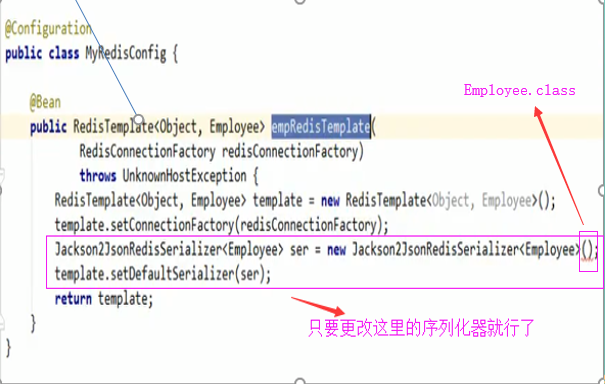 @Configuration
public class MyRedisConfig {
@Bean
public RedisTemplate<Object, Employee> empRedisTemplate(
RedisConnectionFactory redisConnectionFactory)
throws UnknownHostException {
RedisTemplate<Object, Employee> template = new RedisTemplate<Object, Employee>();
template.setConnectionFactory(redisConnectionFactory);
Jackson2JsonRedisSerializer<Employee> ser = new Jackson2JsonRedisSerializer<Employee>();
template.setDefaultSerializer(ser);
return template;
}
}
Employee.class
只要更改这里的序列化器就行了